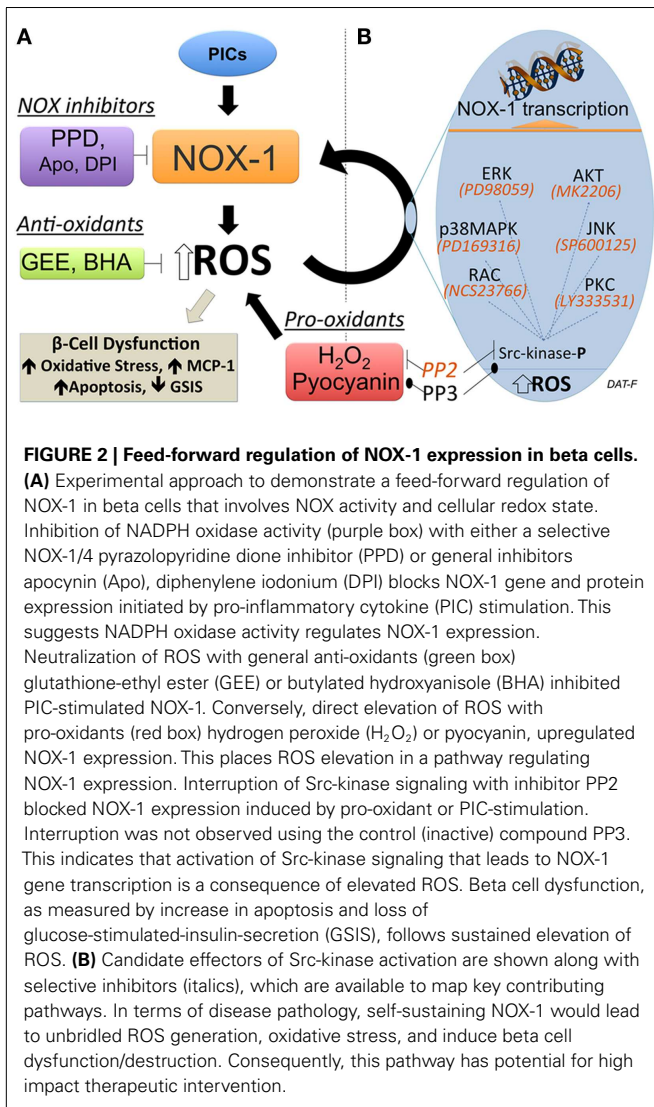 A
B
PICs
NOX inhibitors
PPD,
Apo, DPI
NOX-1
Anti-oxidants
GEE, BHA
ROS
β-Cell Dysfunction
Oxidative Stress, MCP-1
Apoptosis, GSIS
Pro-oxidants
H₂O₂
Pyocyanin
PP2
PP3
NOX-1 transcription
ERK
(PD98059)
AKT
(MK2206)
p38MAPK
(PD169316)
JNK
(SP600125)
RAC
(NCS23766)
PKC
(LY333531)
Src-kinase-P
ROS
DAT-F
FIGURE 2 | Feed-forward regulation of NOX-1 expression in beta cells.
(A) Experimental approach to demonstrate a feed-forward regulation of
NOX-1 in beta cells that involves NOX activity and cellular redox state.
Inhibition of NADPH oxidase activity (purple box) with either a selective
NOX-1/4 pyrazolopyridine dione inhibitor (PPD) or general inhibitors
apocynin (Apo), diphenylene iodonium (DPI) blocks NOX-1 gene and protein
expression initiated by pro-inflammatory cytokine (PIC) stimulation. This
suggests NADPH oxidase activity regulates NOX-1 expression.
Neutralization of ROS with general anti-oxidants (green box)
glutathione-ethyl ester (GEE) or butylated hydroxyanisole (BHA) inhibited
PIC-stimulated NOX-1. Conversely, direct elevation of ROS with
pro-oxidants (red box) hydrogen peroxide (H₂O₂) or pyocyanin, upregulated
NOX-1 expression. This places ROS elevation in a pathway regulating
NOX-1 expression. Interruption of Src-kinase signaling with inhibitor PP2
blocked NOX-1 expression induced by pro-oxidant or PIC-stimulation.
Interruption was not observed using the control (inactive) compound PP3.
This indicates that activation of Src-kinase signaling that leads to NOX-1
gene transcription is a consequence of elevated ROS. Beta cell dysfunction,
as measured by increase in apoptosis and loss of
glucose-stimulated-insulin-secretion (GSIS), follows sustained elevation of
ROS. (B) Candidate effectors of Src-kinase activation are shown along with
selective inhibitors (italics), which are available to map key contributing
pathways. In terms of disease pathology, self-sustaining NOX-1 would lead
to unbridled ROS generation, oxidative stress, and induce beta cell
dysfunction/destruction. Consequently, this pathway has potential for high
impact therapeutic intervention.